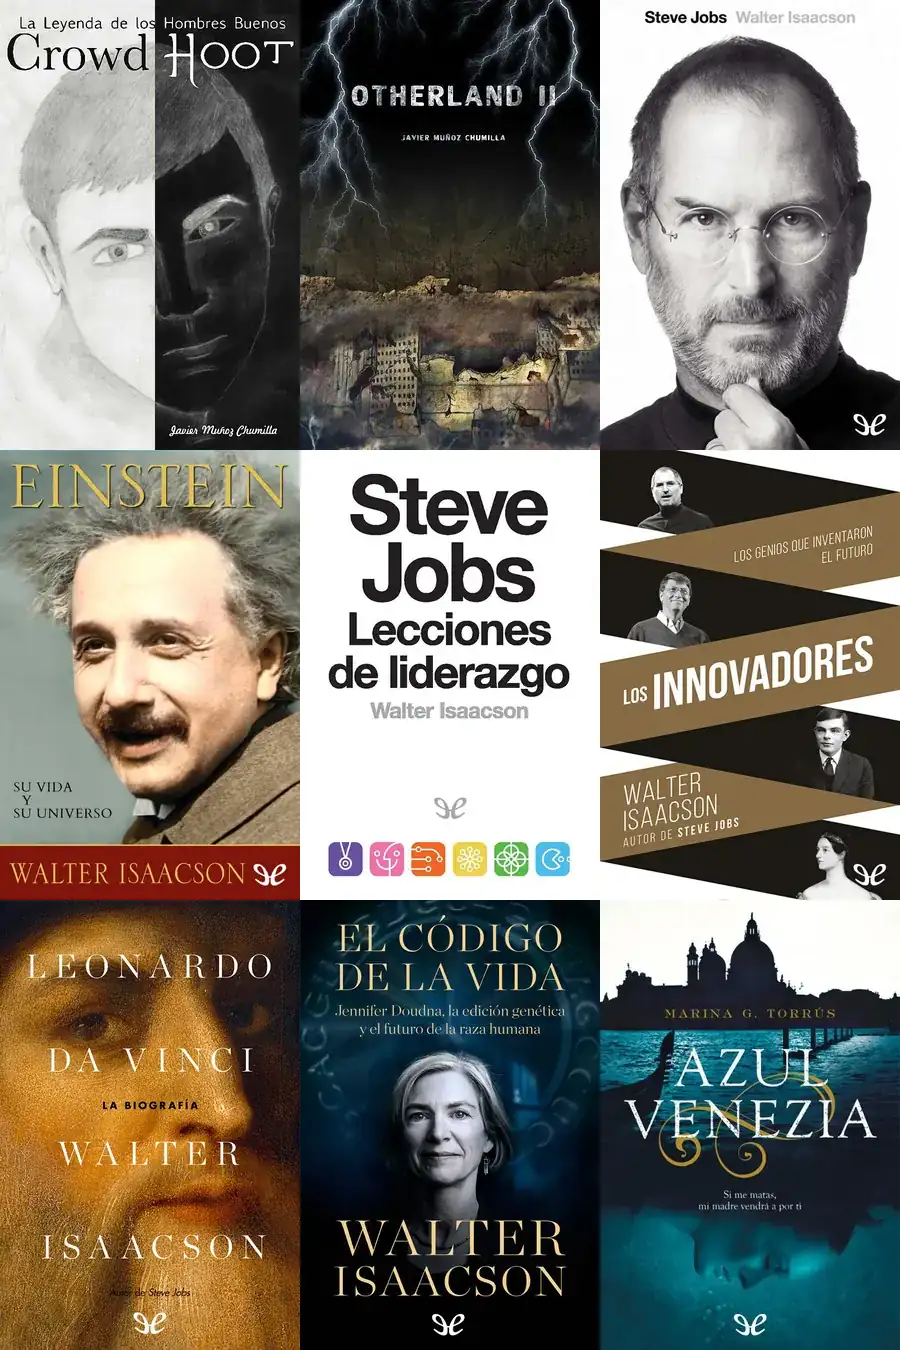 La Leyenda de los Hombres Buenos
Crowd HOOT
Javier Muñoz Chumilla
OTHERLAND II
JAVIER MUÑOZ CHUMILLA
Steve Jobs Walter Isaacson
EINSTEIN
SU VIDA
Y
SU UNIVERSO
WALTER ISAACSON
Steve
Jobs
Lecciones
de liderazgo
Walter Isaacson
LOS GENIOS QUE INVENTARON
EL FUTURO
LOS INNOVADORES
WALTER
ISAACSON
AUTOR DE STEVE JOBS
LEONARDO
DA VINCI
LA BIOGRAFÍA
WALTER
ISAACSON
Autor de Steve Jobs
EL CÓDIGO
DE LA VIDA
Jennifer Doudna, la edición genética
y el futuro de la raza humana
WALTER
ISAACSON
MARINA G. TORRÚS
AZUL
VENEZIA
Si me matas,
mi madre vendrá a por ti